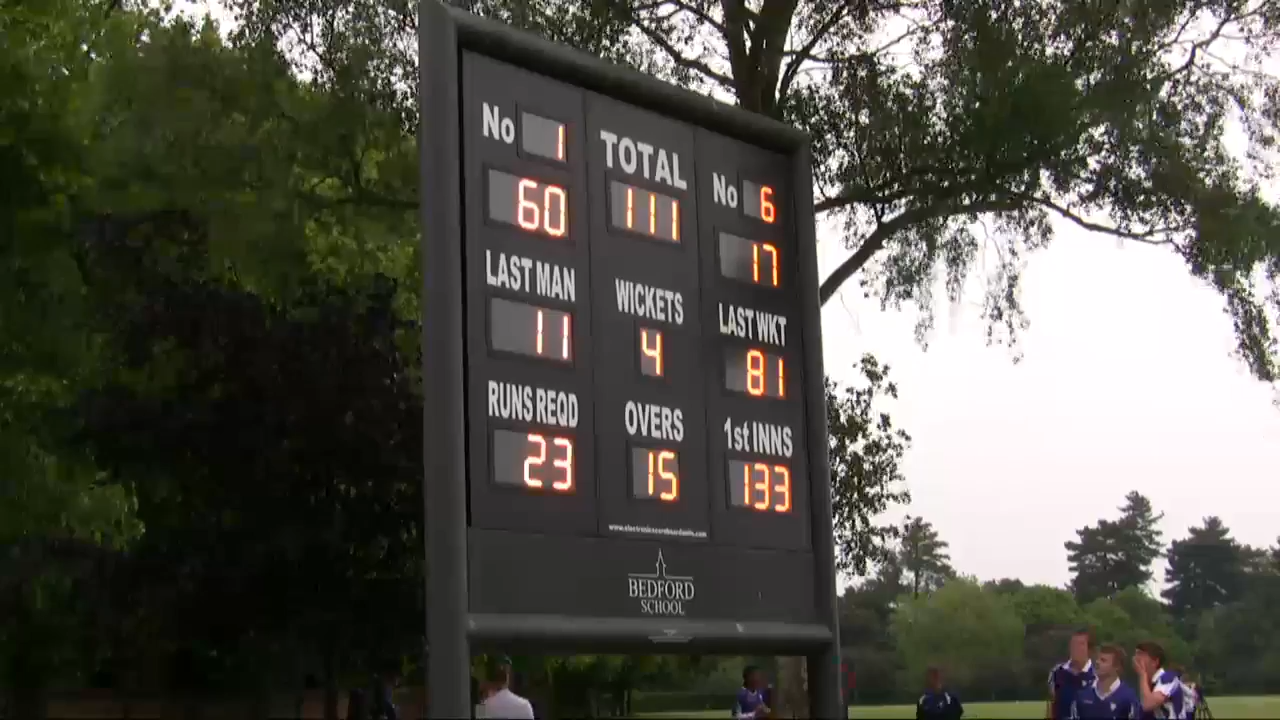 No 1
60
LAST MAN
11
RUNS REQD
23
TOTAL
111
WICKETS
4
OVERS
15
No 6
17
LAST WKT
81
1st INNS
133
BEDFORD
SCHOOL